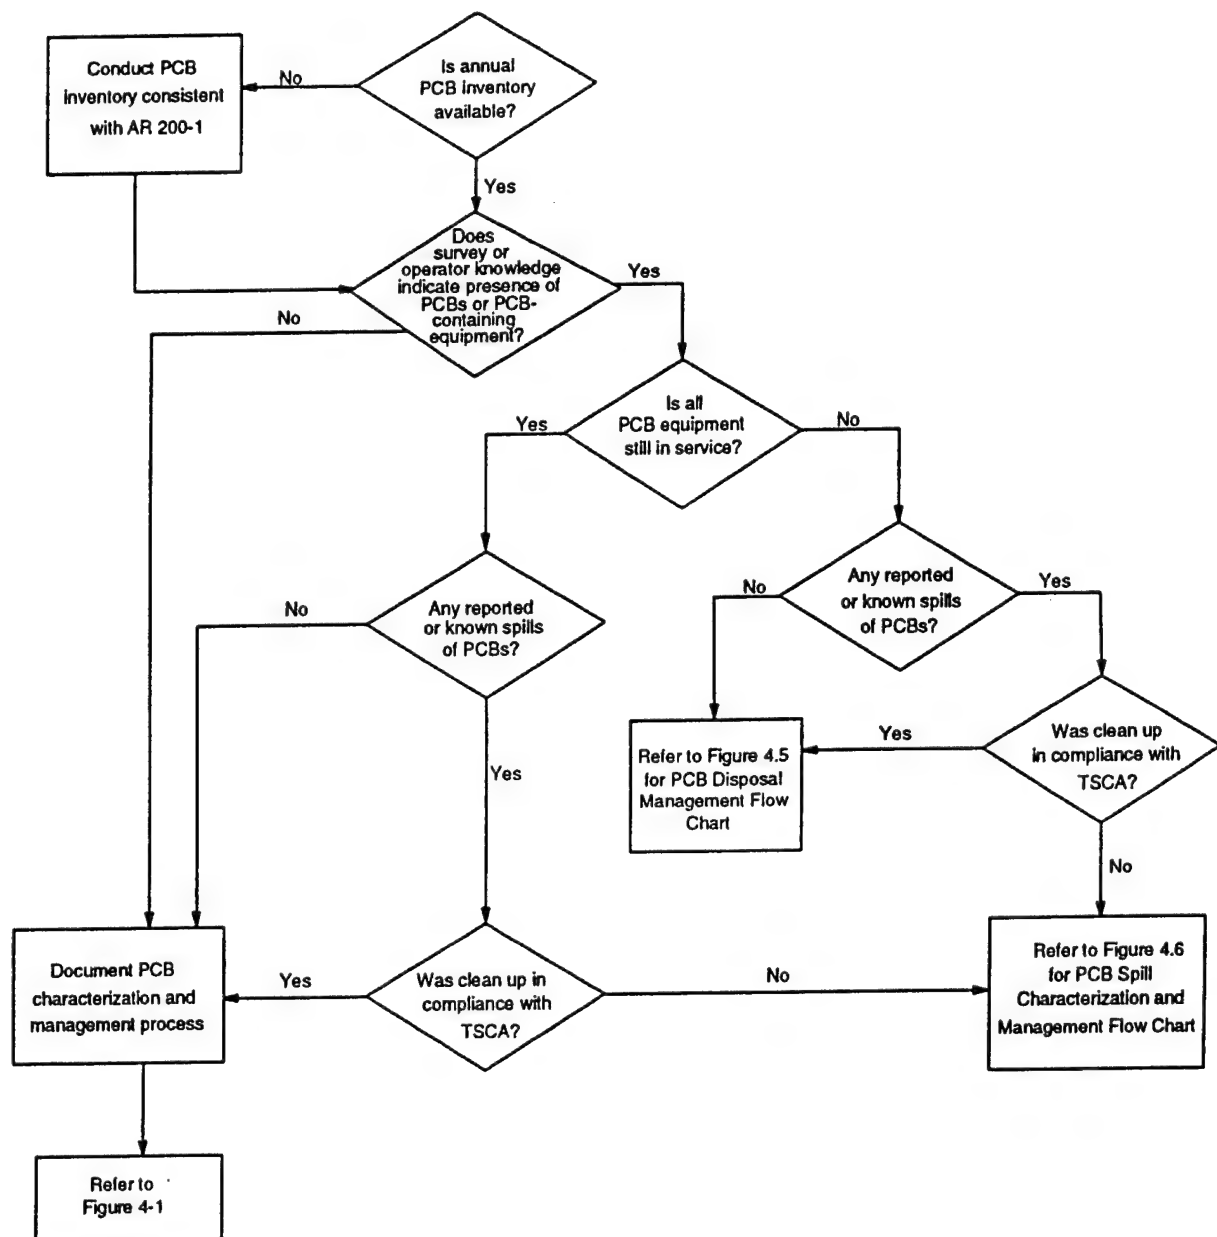 Conduct PCB
inventory consistent
with AR 200-1
No
Is annual
PCB inventory
available?
Yes
Does
survey or
operator knowledge
indicate presence of
PCBs or PCB-
containing
equipment?
Yes
No
Is all
PCB equipment
still in service?
Yes
No
Any reported
or known spills
of PCBs?
No
Yes
Any reported
or known spills
of PCBs?
No
Yes
Refer to Figure 4.5
for PCB Disposal
Management Flow
Chart
Yes
Was clean up
in compliance with
TSCA?
No
Document PCB
characterization and
management process
Yes
Was clean up in
compliance with
TSCA?
No
Refer to Figure 4.6
for PCB Spill
Characterization and
Management Flow Chart
Refer to
Figure 4-1